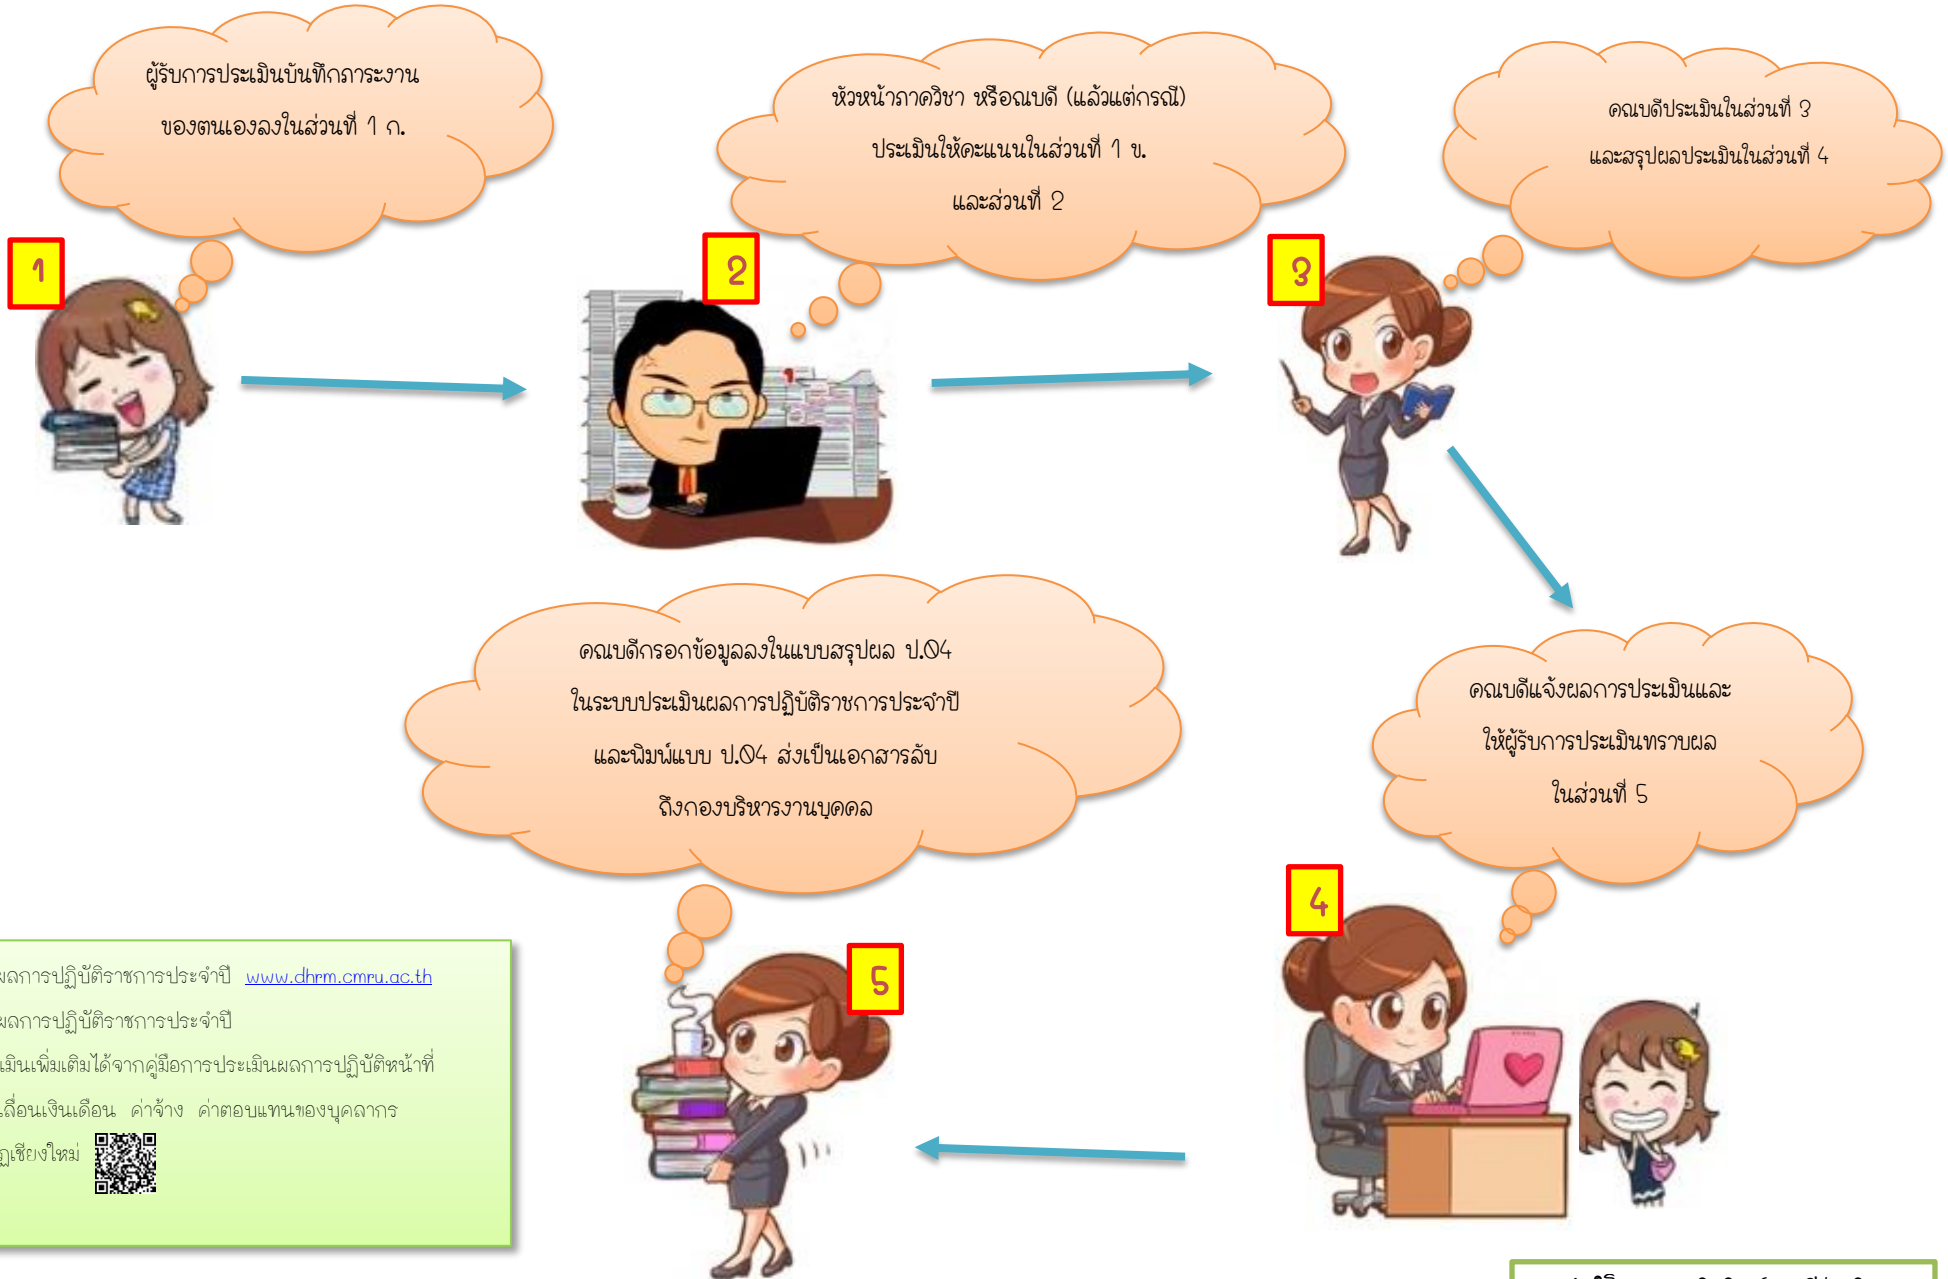 1
ผู้รับการประเมินบันทึกภาระงาน
ของตนเองลงในส่วนที่ 1 ก.
2
หัวหน้าภาควิชา หรือณบดี (แล้วแต่กรณี)
ประเมินให้คะแนนในส่วนที่ 1 ข.
และส่วนที่ 2
3
คณบดีประเมินในส่วนที่ 3
และสรุปผลประเมินในส่วนที่ 4
4
คณบดีแจ้งผลการประเมินและ
ให้ผู้รับการประเมินทราบผล
ในส่วนที่ 5
5
คณบดีกรอกข้อมูลลงในแบบสรุปผล ป.04
ในระบบประเมินผลการปฏิบัติราชการประจำปี
และพิมพ์แบบ ป.04 ส่งเป็นเอกสารลับ
ถึงกองบริหารงานบุคคล
ผลการปฏิบัติราชการประจำปี www.dhrm.cmru.ac.th
ผลการปฏิบัติราชการประจำปี
เมินเพิ่มเติมได้จากคู่มือการประเมินผลการปฏิบัติหน้าที่
เลื่อนเงินเดือน ค่าจ้าง ค่าตอบแทนของบุคลากร
ฏเชียงใหม่